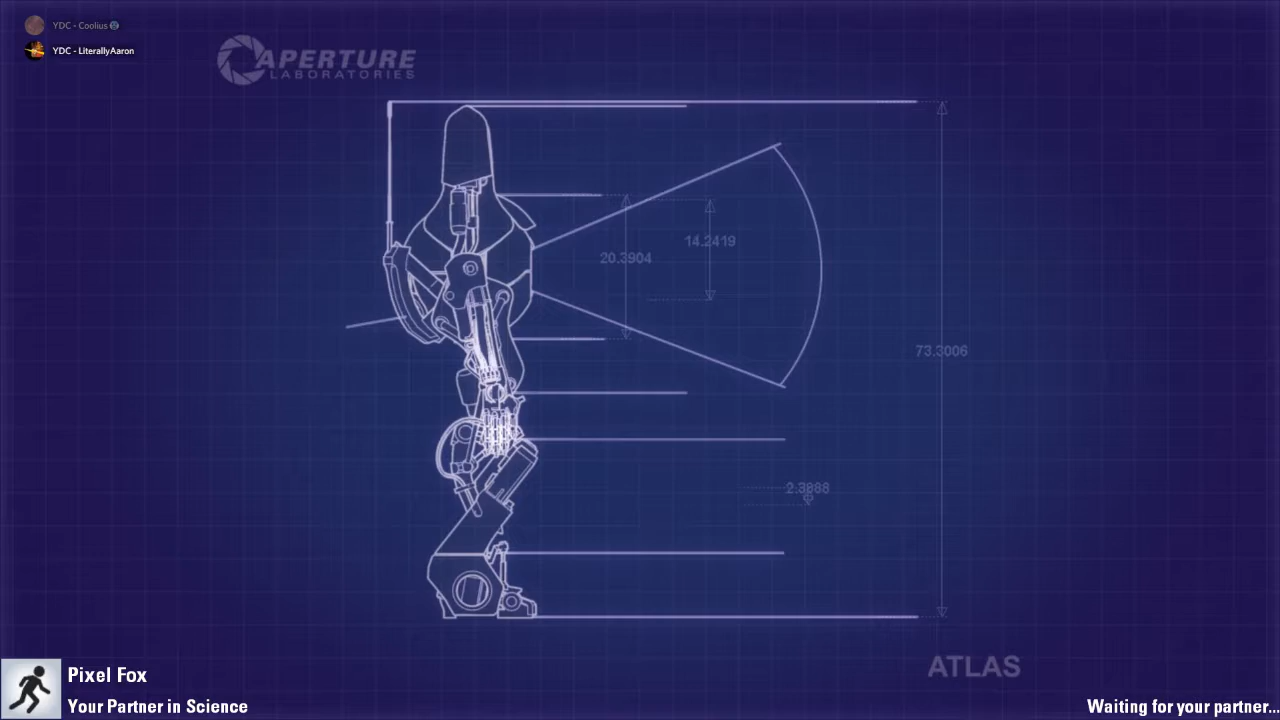 YDC - Coolius
YDC - LiterallyAaron
APERTURE
LABORATORIES
14.2419
20.3904
73.3006
2.3888
ATLAS
Pixel Fox
Your Partner in Science
Waiting for your partner...